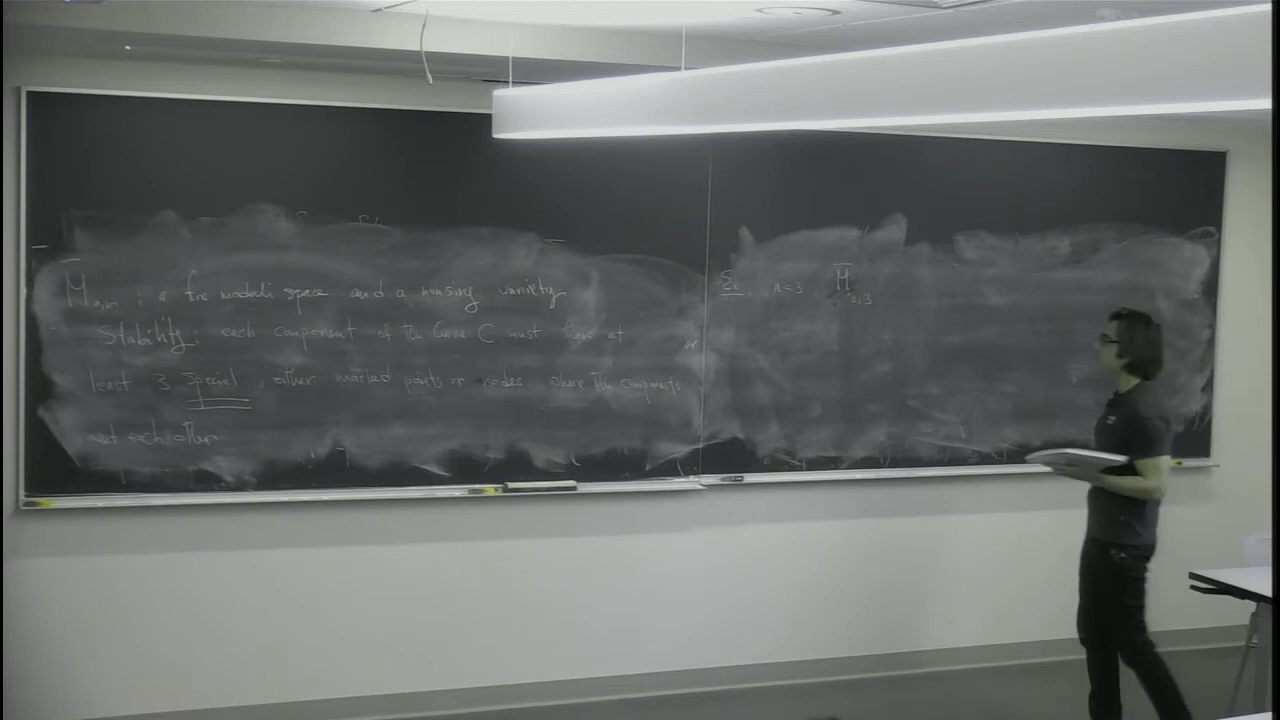 M̄₀,ₙ is a fine moduli space and a nonsing variety
Stability: each component of the Curve C must have at
least 3 special, either marked points or nodes where the components
meet each other
Ex. n=3 M̄₀,₃